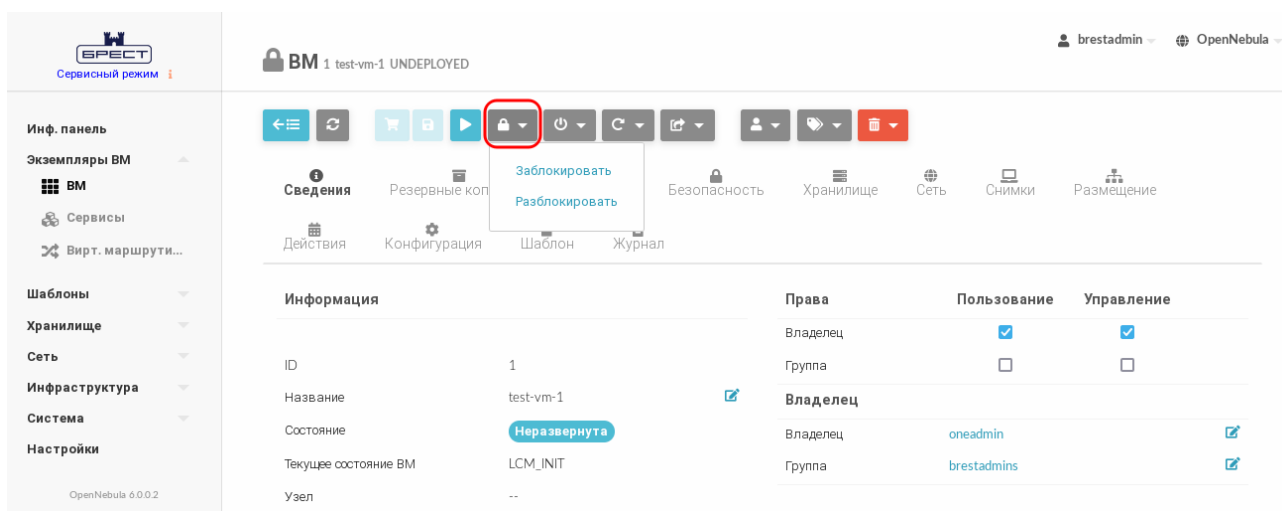 БРЕСТ
Сервисный режим i
ВМ 1 test-vm-1 UNDEPLOYED
brestadmin
OpenNebula
Инф. панель
Экземпляры ВМ
ВМ
Сервисы
Вирт. маршрути...
Шаблоны
Хранилище
Сеть
Инфраструктура
Система
Настройки
OpenNebula 6.0.0.2
Заблокировать
Разблокировать
Сведения Резервные коп Безопасность Хранилище Сеть Снимки Размещение
Действия Конфигурация Шаблон Журнал
Информация
ID 1
Название test-vm-1
Состояние Неразвернута
Текущее состояние ВМ LCM_INIT
Узел --
Права Пользование Управление
Владелец
Группа
Владелец
Владелец oneadmin
Группа brestadmins